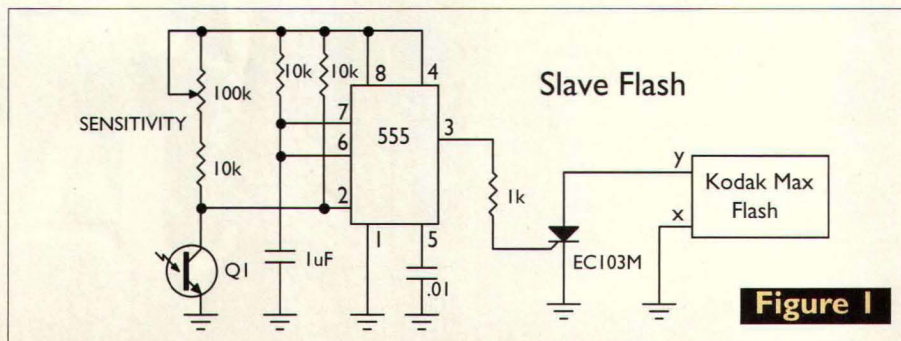 Slave Flash
10k
10k
8
4
100k
SENSITIVITY
7
555
3
6
10k
y
Kodak Max
Flash
1k
2
x
1
5
Q1
1uF
EC103M
.01
Figure 1